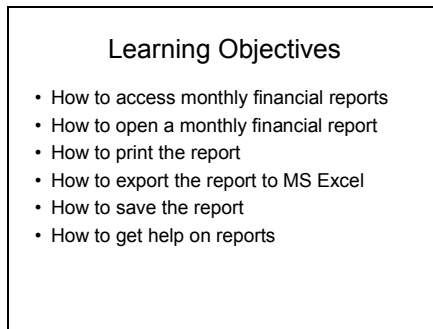 Learning Objectives
• How to access monthly financial reports
• How to open a monthly financial report
• How to print the report
• How to export the report to MS Excel
• How to save the report
• How to get help on reports